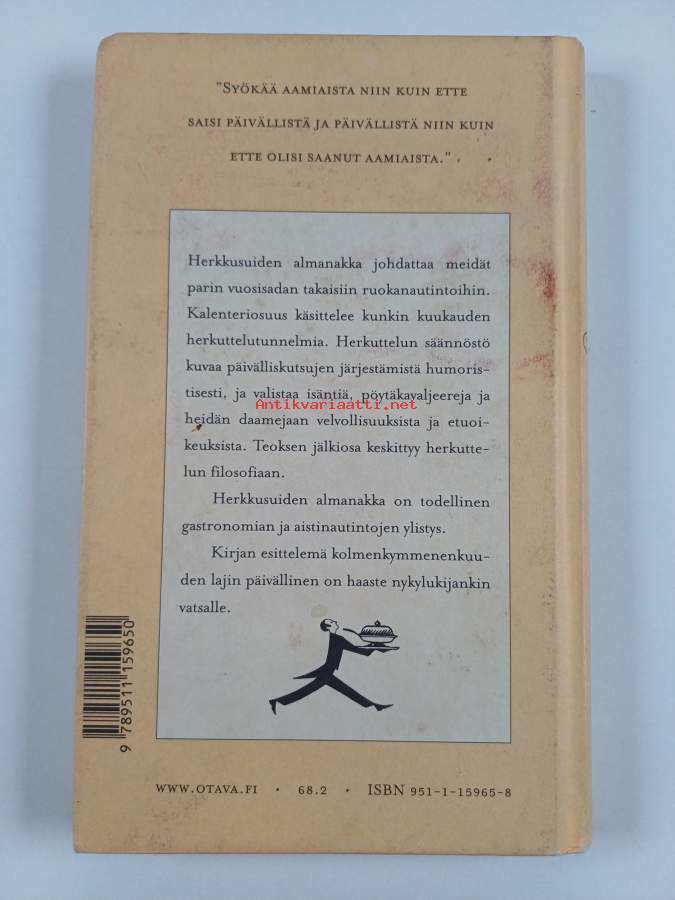 "SYÖKÄÄ AAMIAISTA NIIN KUIN ETTE
SAISI PÄIVÄLLISTÄ JA PÄIVÄLLISTÄ NIIN KUIN
ETTE OLISI SAANUT AAMIAISTA."
Herkkusuiden almanakka johdattaa meidät
parin vuosisadan takaisiin ruokanautintoihin.
Kalenteriosuus käsittelee kunkin kuukauden
herkuttelutunnelmia. Herkuttelun säännöstö
kuvaa päivälliskutsujen järjestämistä humoris-
tisesti, ja valistaa isäntiä, pöytäkavaljeereja ja
Antikvariaatti.net
heidän daamejaan velvollisuuksista ja etuoi-
keuksista. Teoksen jälkiosa keskittyy herkutte-
lun filosofiaan.
Herkkusuiden almanakka on todellinen
gastronomian ja aistinautintojen ylistys.
Kirjan esittelemä kolmenkymmenenkuu-
den lajin päivällinen on haaste nykylukijankin
vatsalle.
9 789511 159650
WWW.OTAVA.FI • 68.2 • ISBN 951-1-15965-8